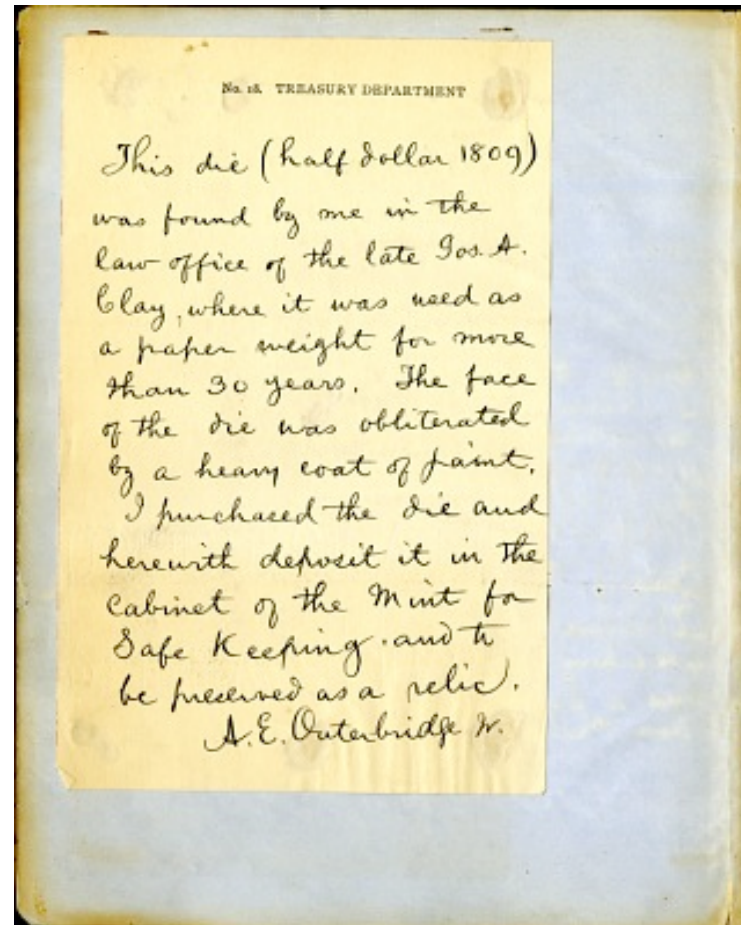 No. 18. TREASURY DEPARTMENT
This die (half dollar 1809)
was found by me in the
law office of the late Jos. A.
Clay, where it was used as
a paper weight for more
than 30 years. The face
of the die was obliterated
by a heavy coat of paint.
I purchased the die and
herewith deposit it in the
Cabinet of the Mint for
Safe Keeping. and to
be preserved as a relic.
A. E. Outerbridge Jr.